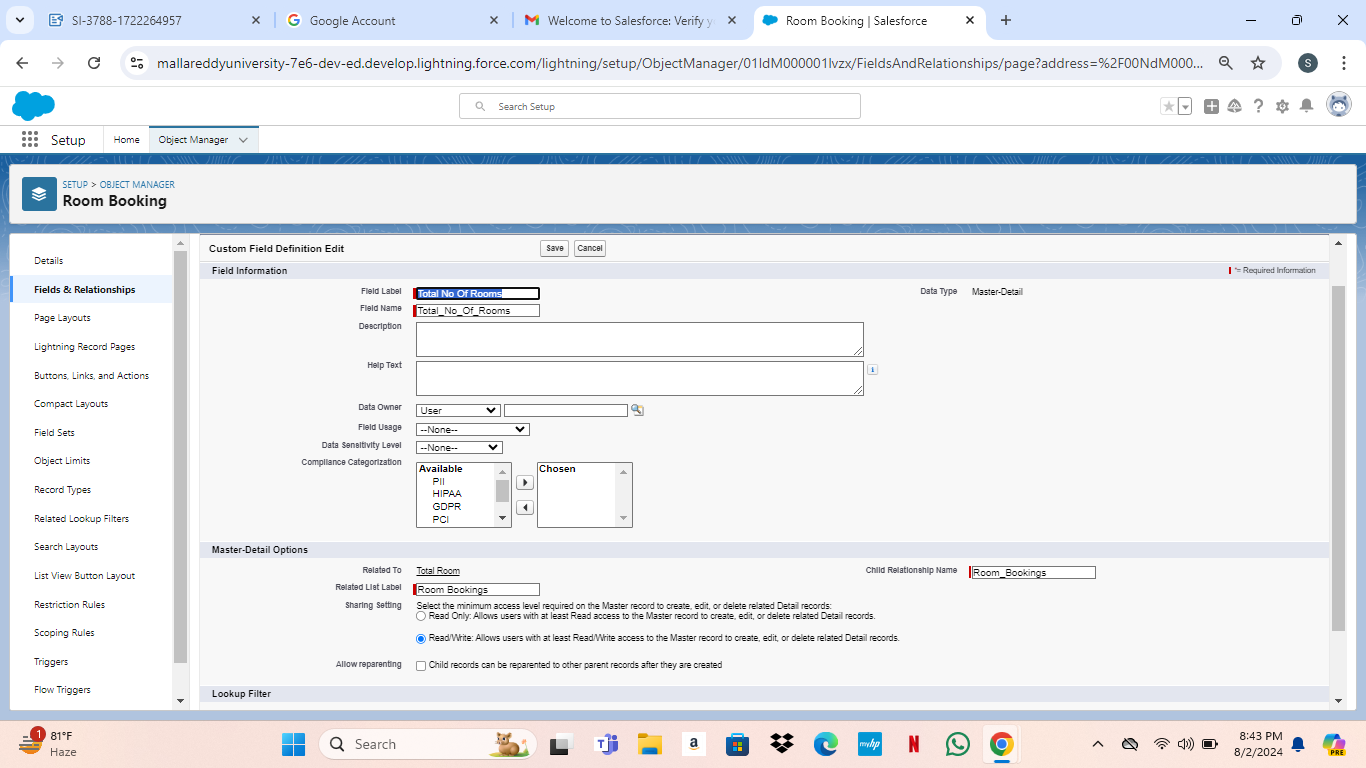 SI-3788-1722264957
Google Account
Welcome to Salesforce: Verify y
Room Booking | Salesforce
mallareddyuniversity-7e6-dev-ed.develop.lightning.force.com/lightning/setup/ObjectManager/01IdM000001lvzx/FieldsAndRelationships/page?address=%2F00NdM000...
S
Search Setup
Setup
Home
Object Manager
SETUP > OBJECT MANAGER
Room Booking
Details
Fields & Relationships
Page Layouts
Lightning Record Pages
Buttons, Links, and Actions
Compact Layouts
Field Sets
Object Limits
Record Types
Related Lookup Filters
Search Layouts
List View Button Layout
Restriction Rules
Scoping Rules
Triggers
Flow Triggers
Custom Field Definition Edit
Save
Cancel
Field Information
*= Required Information
Field Label
Total No Of Rooms
Data Type
Master-Detail
Field Name
Total_No_Of_Rooms
Description
Help Text
i
Data Owner
User
Field Usage
--None--
Data Sensitivity Level
--None--
Compliance Categorization
Available
PII
HIPAA
GDPR
PCI
Chosen
Master-Detail Options
Related To
Total Room
Child Relationship Name
Room_Bookings
Related List Label
Room Bookings
Sharing Setting
Select the minimum access level required on the Master record to create, edit, or delete related Detail records:
Read Only: Allows users with at least Read access to the Master record to create, edit, or delete related Detail records.
Read/Write: Allows users with at least Read/Write access to the Master record to create, edit, or delete related Detail records.
Allow reparenting
Child records can be reparented to other parent records after they are created
Lookup Filter
1
81°F
Haze
Search
a
myhp
N
8:43 PM
8/2/2024
PRE